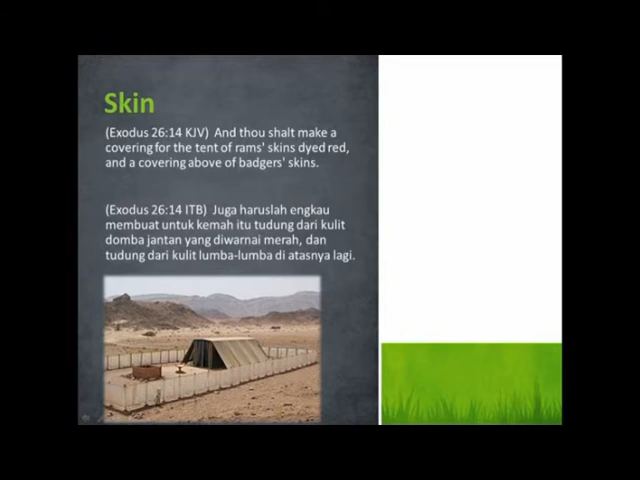 Skin
(Exodus 26:14 KJV)  And thou shalt make a
covering for the tent of rams' skins dyed red,
and a covering above of badgers' skins.
(Exodus 26:14 ITB)  Juga haruslah engkau
membuat untuk kemah itu tudung dari kulit
domba jantan yang diwarnai merah, dan
tudung dari kulit lumba-lumba di atasnya lagi.